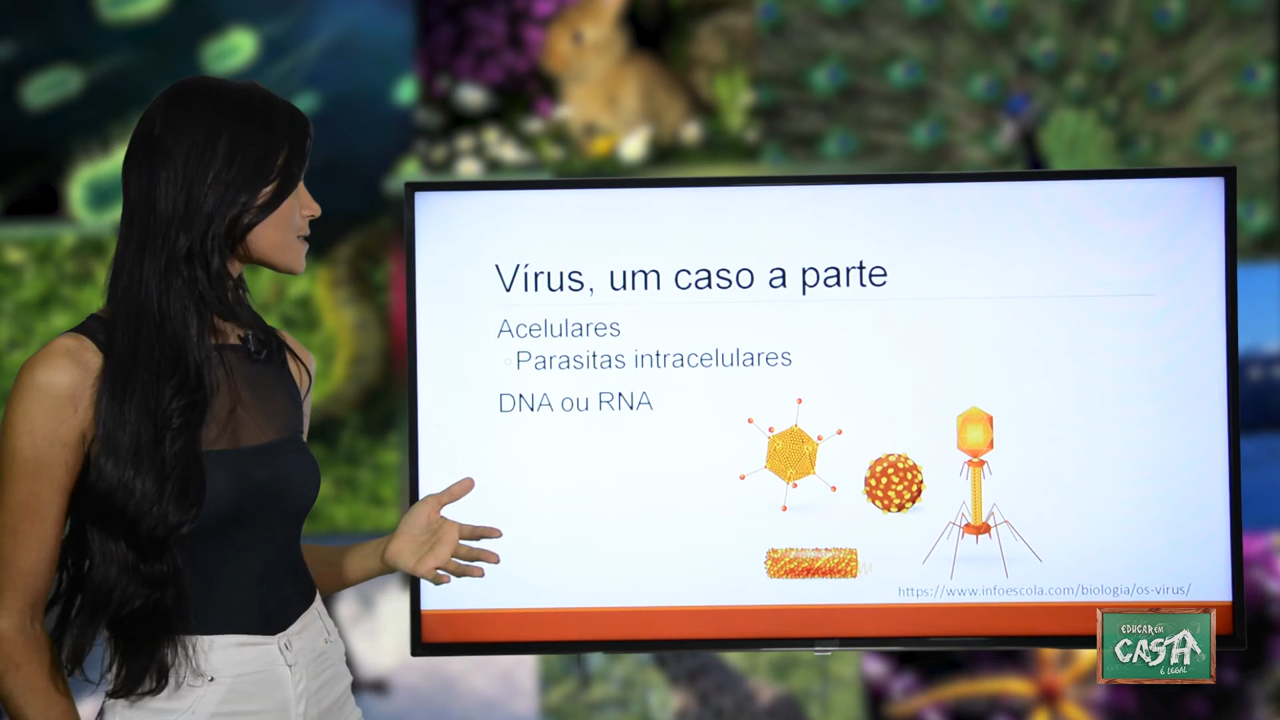 Vírus, um caso a parte
Acelulares
Parasitas intracelulares
DNA ou RNA
https://www.infoescola.com/biologia/os-virus/
EDUCAR EM
CASA
É LEGAL